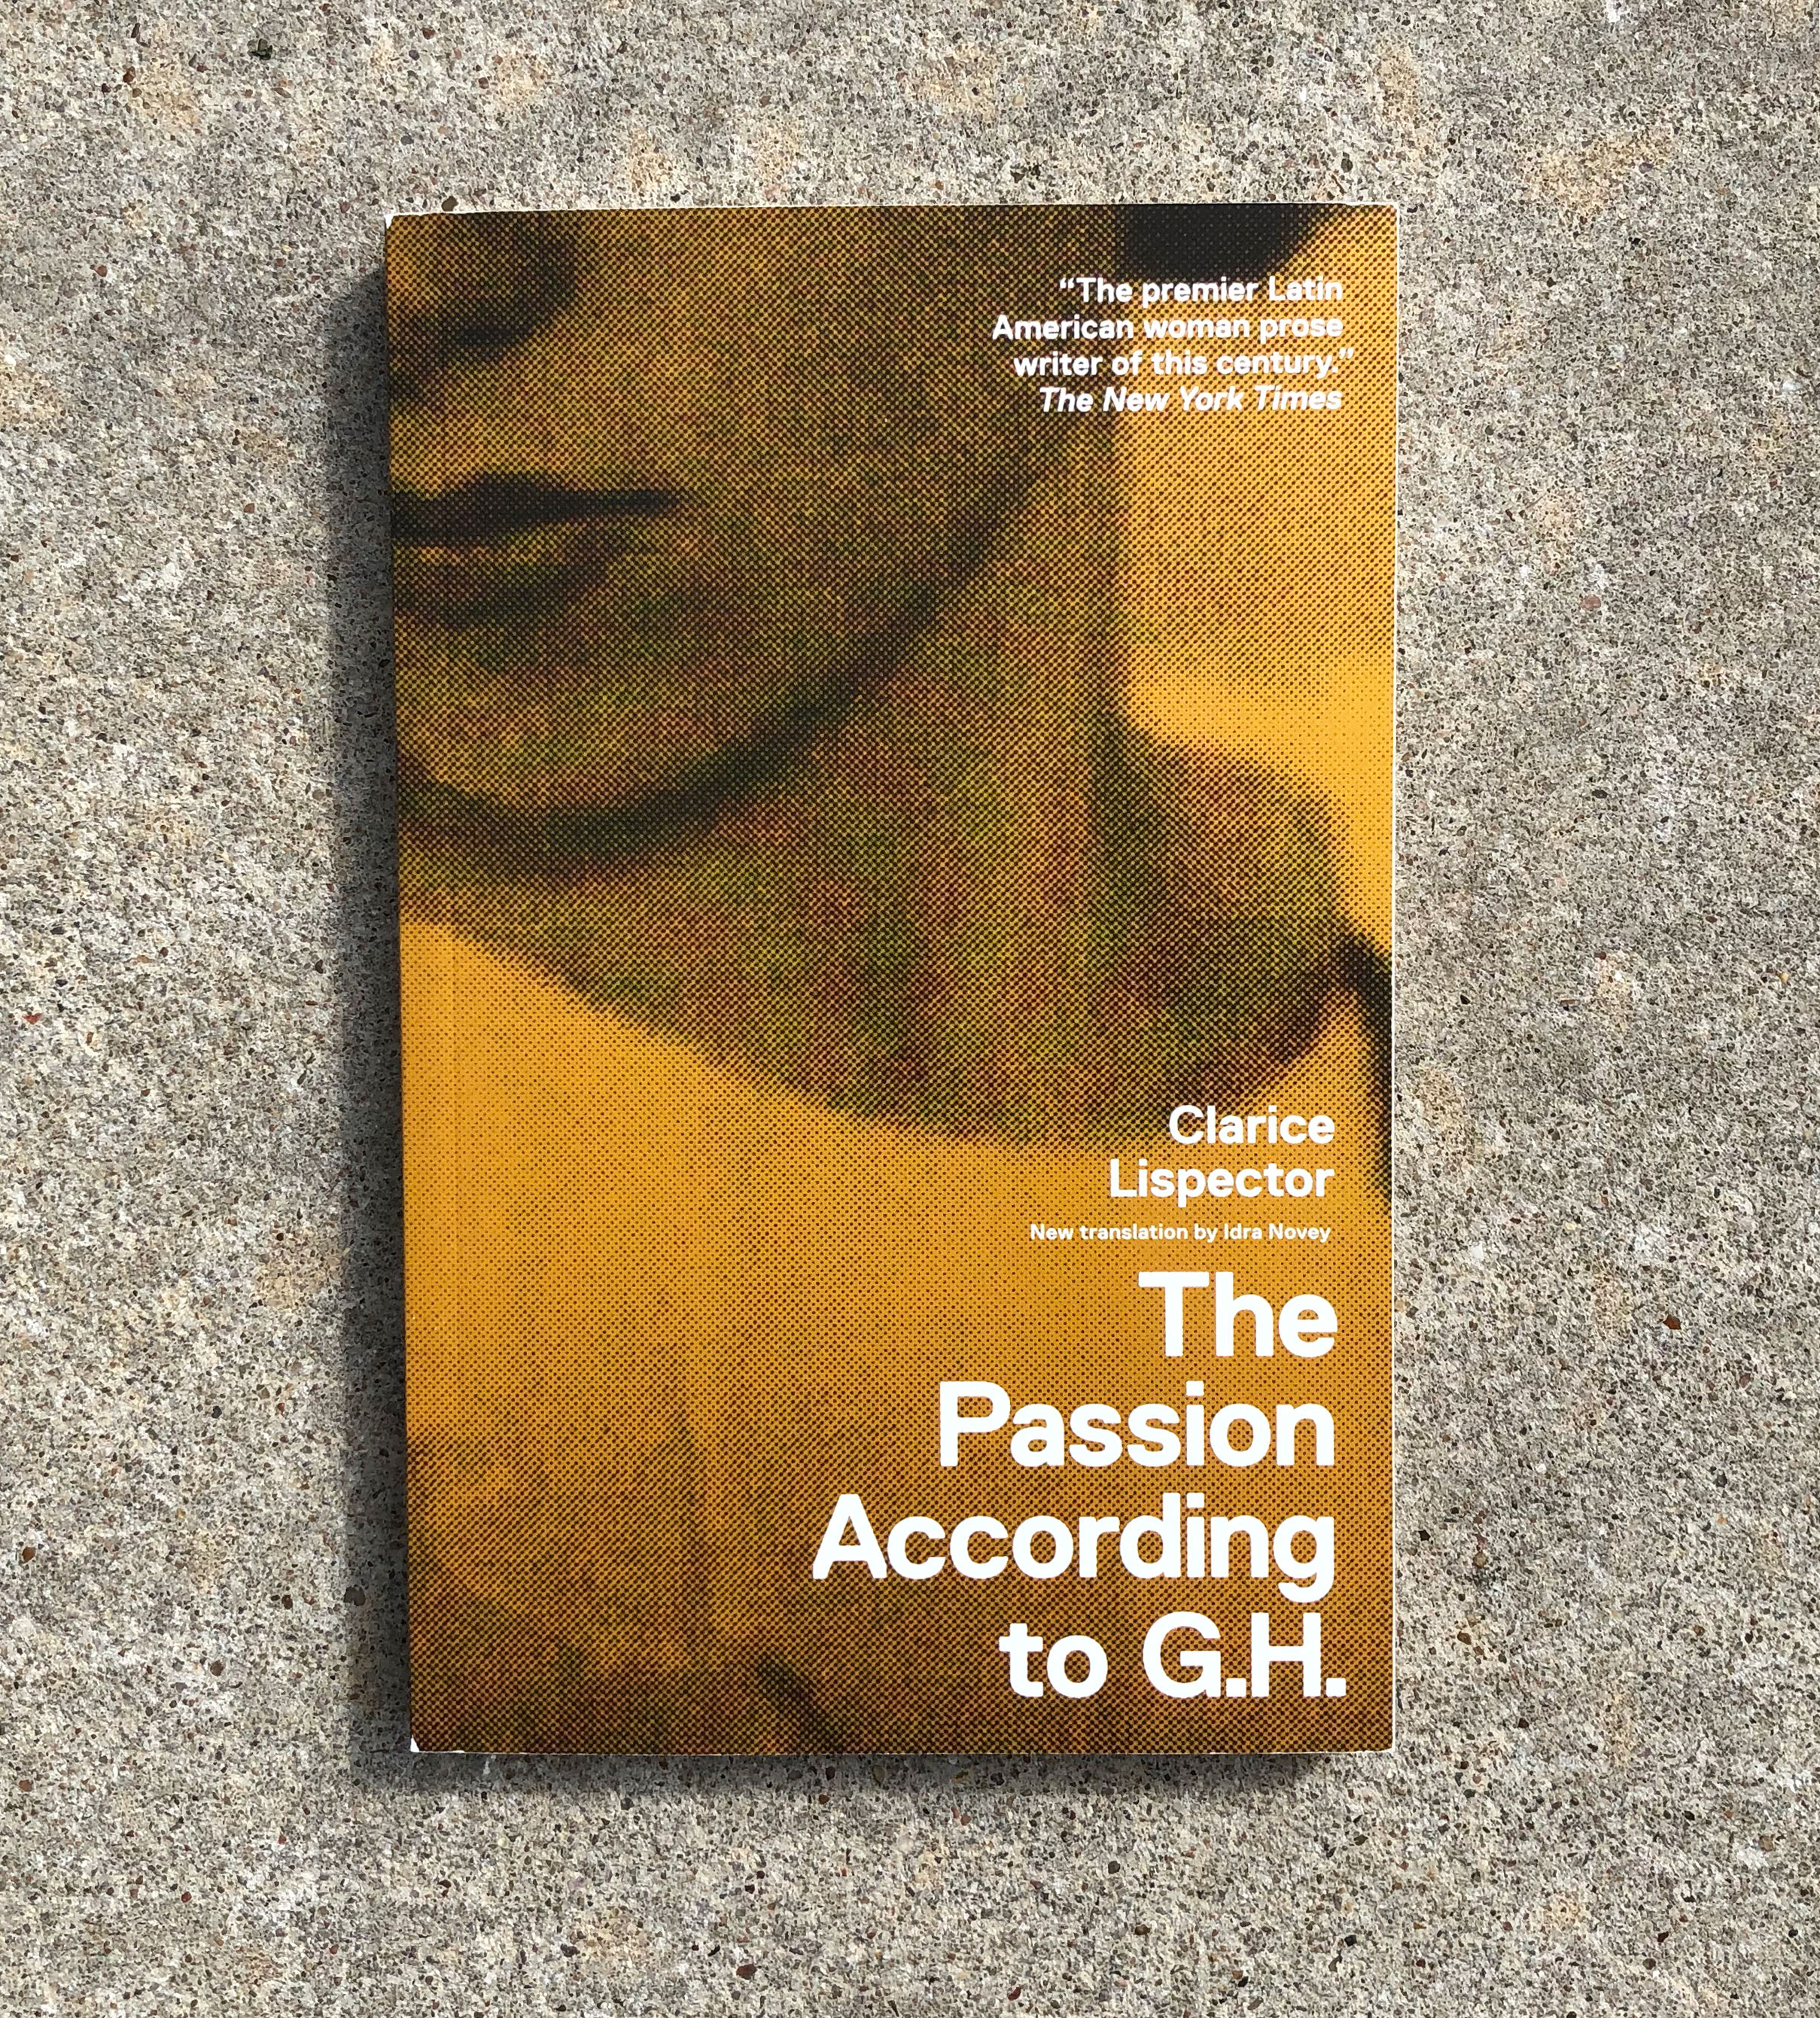 “The premier Latin
American woman prose
writer of this century.”
The New York Times
Clarice
Lispector
New translation by Idra Novey
The
Passion
According
to G.H.